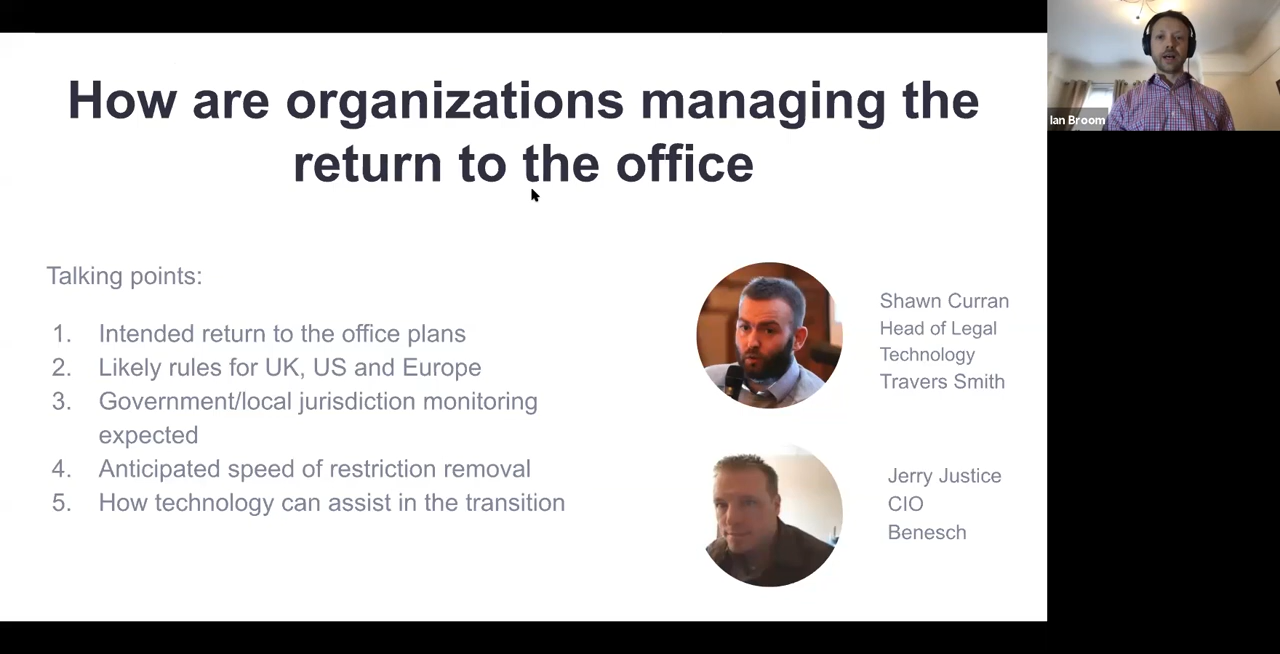 How are organizations managing the
return to the office
Ian Broom
Talking points:
1. Intended return to the office plans
2. Likely rules for UK, US and Europe
3. Government/local jurisdiction monitoring
expected
4. Anticipated speed of restriction removal
5. How technology can assist in the transition
Shawn Curran
Head of Legal
Technology
Travers Smith
Jerry Justice
CIO
Benesch